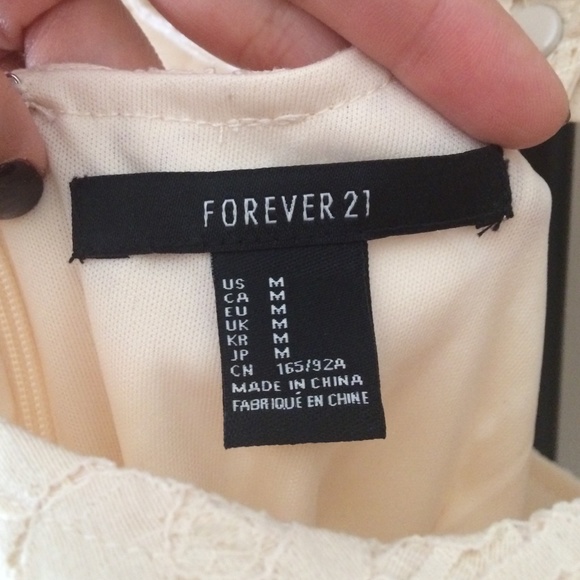 FOREVER 21
US M
CA M
EU M
UK M
KR M
JP M
CN 165/92A
MADE IN CHINA
FABRIQUÉ EN CHINE